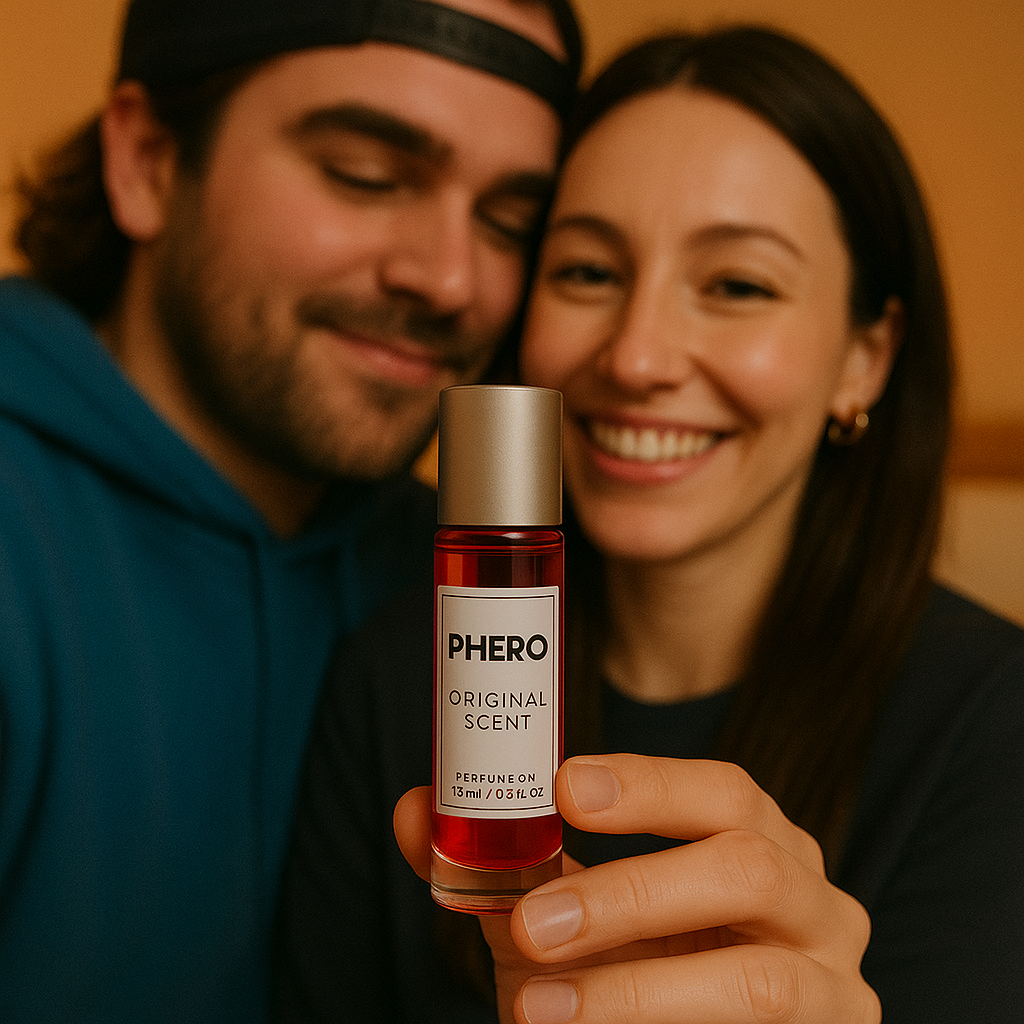 PHERO
ORIGINAL
SCENT
PERFUNE ON
13 ml / 03 fL OZ